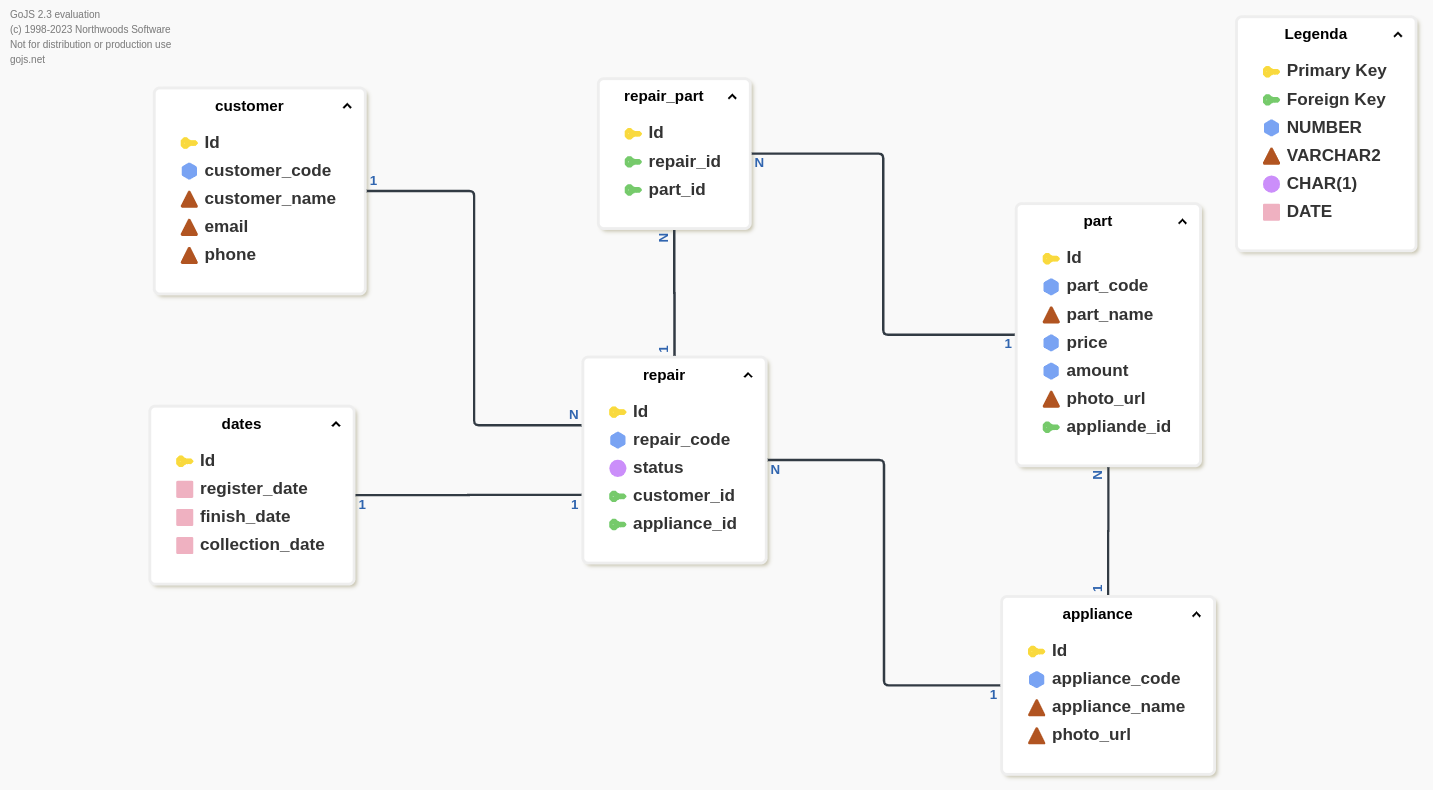 GoJS 2.3 evaluation
(c) 1998-2023 Northwoods Software
Not for distribution or production use
gojs.net
customer
Id
customer_code
customer_name
email
phone
1
repair_part
Id
repair_id
part_id
N
N
1
part
Id
part_code
part_name
price
amount
photo_url
appliande_id
1
N
1
Legenda
Primary Key
Foreign Key
NUMBER
VARCHAR2
CHAR(1)
DATE
dates
Id
register_date
finish_date
collection_date
1
repair
Id
repair_code
status
customer_id
appliance_id
N
1
N
appliance
Id
appliance_code
appliance_name
photo_url
1